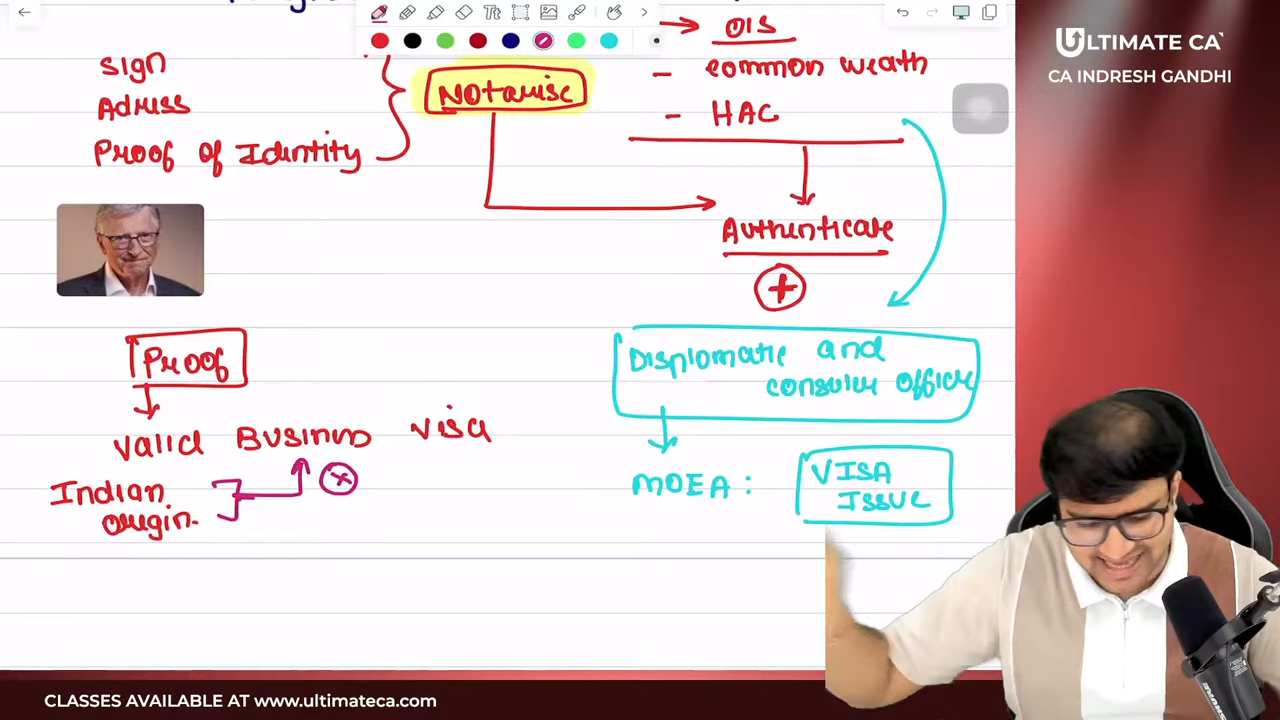 OIS
sign
- common wealth
Adress
NOtarise
- HAC
Proof of Identity
Authenticate
+
Proof
Displomatic and
consuler office
valid Business visa
Indian
origin.
MOEA :
VISA
ISSUE
ULTIMATE CA
CA INDRESH GANDHI
CLASSES AVAILABLE AT www.ultimateca.com